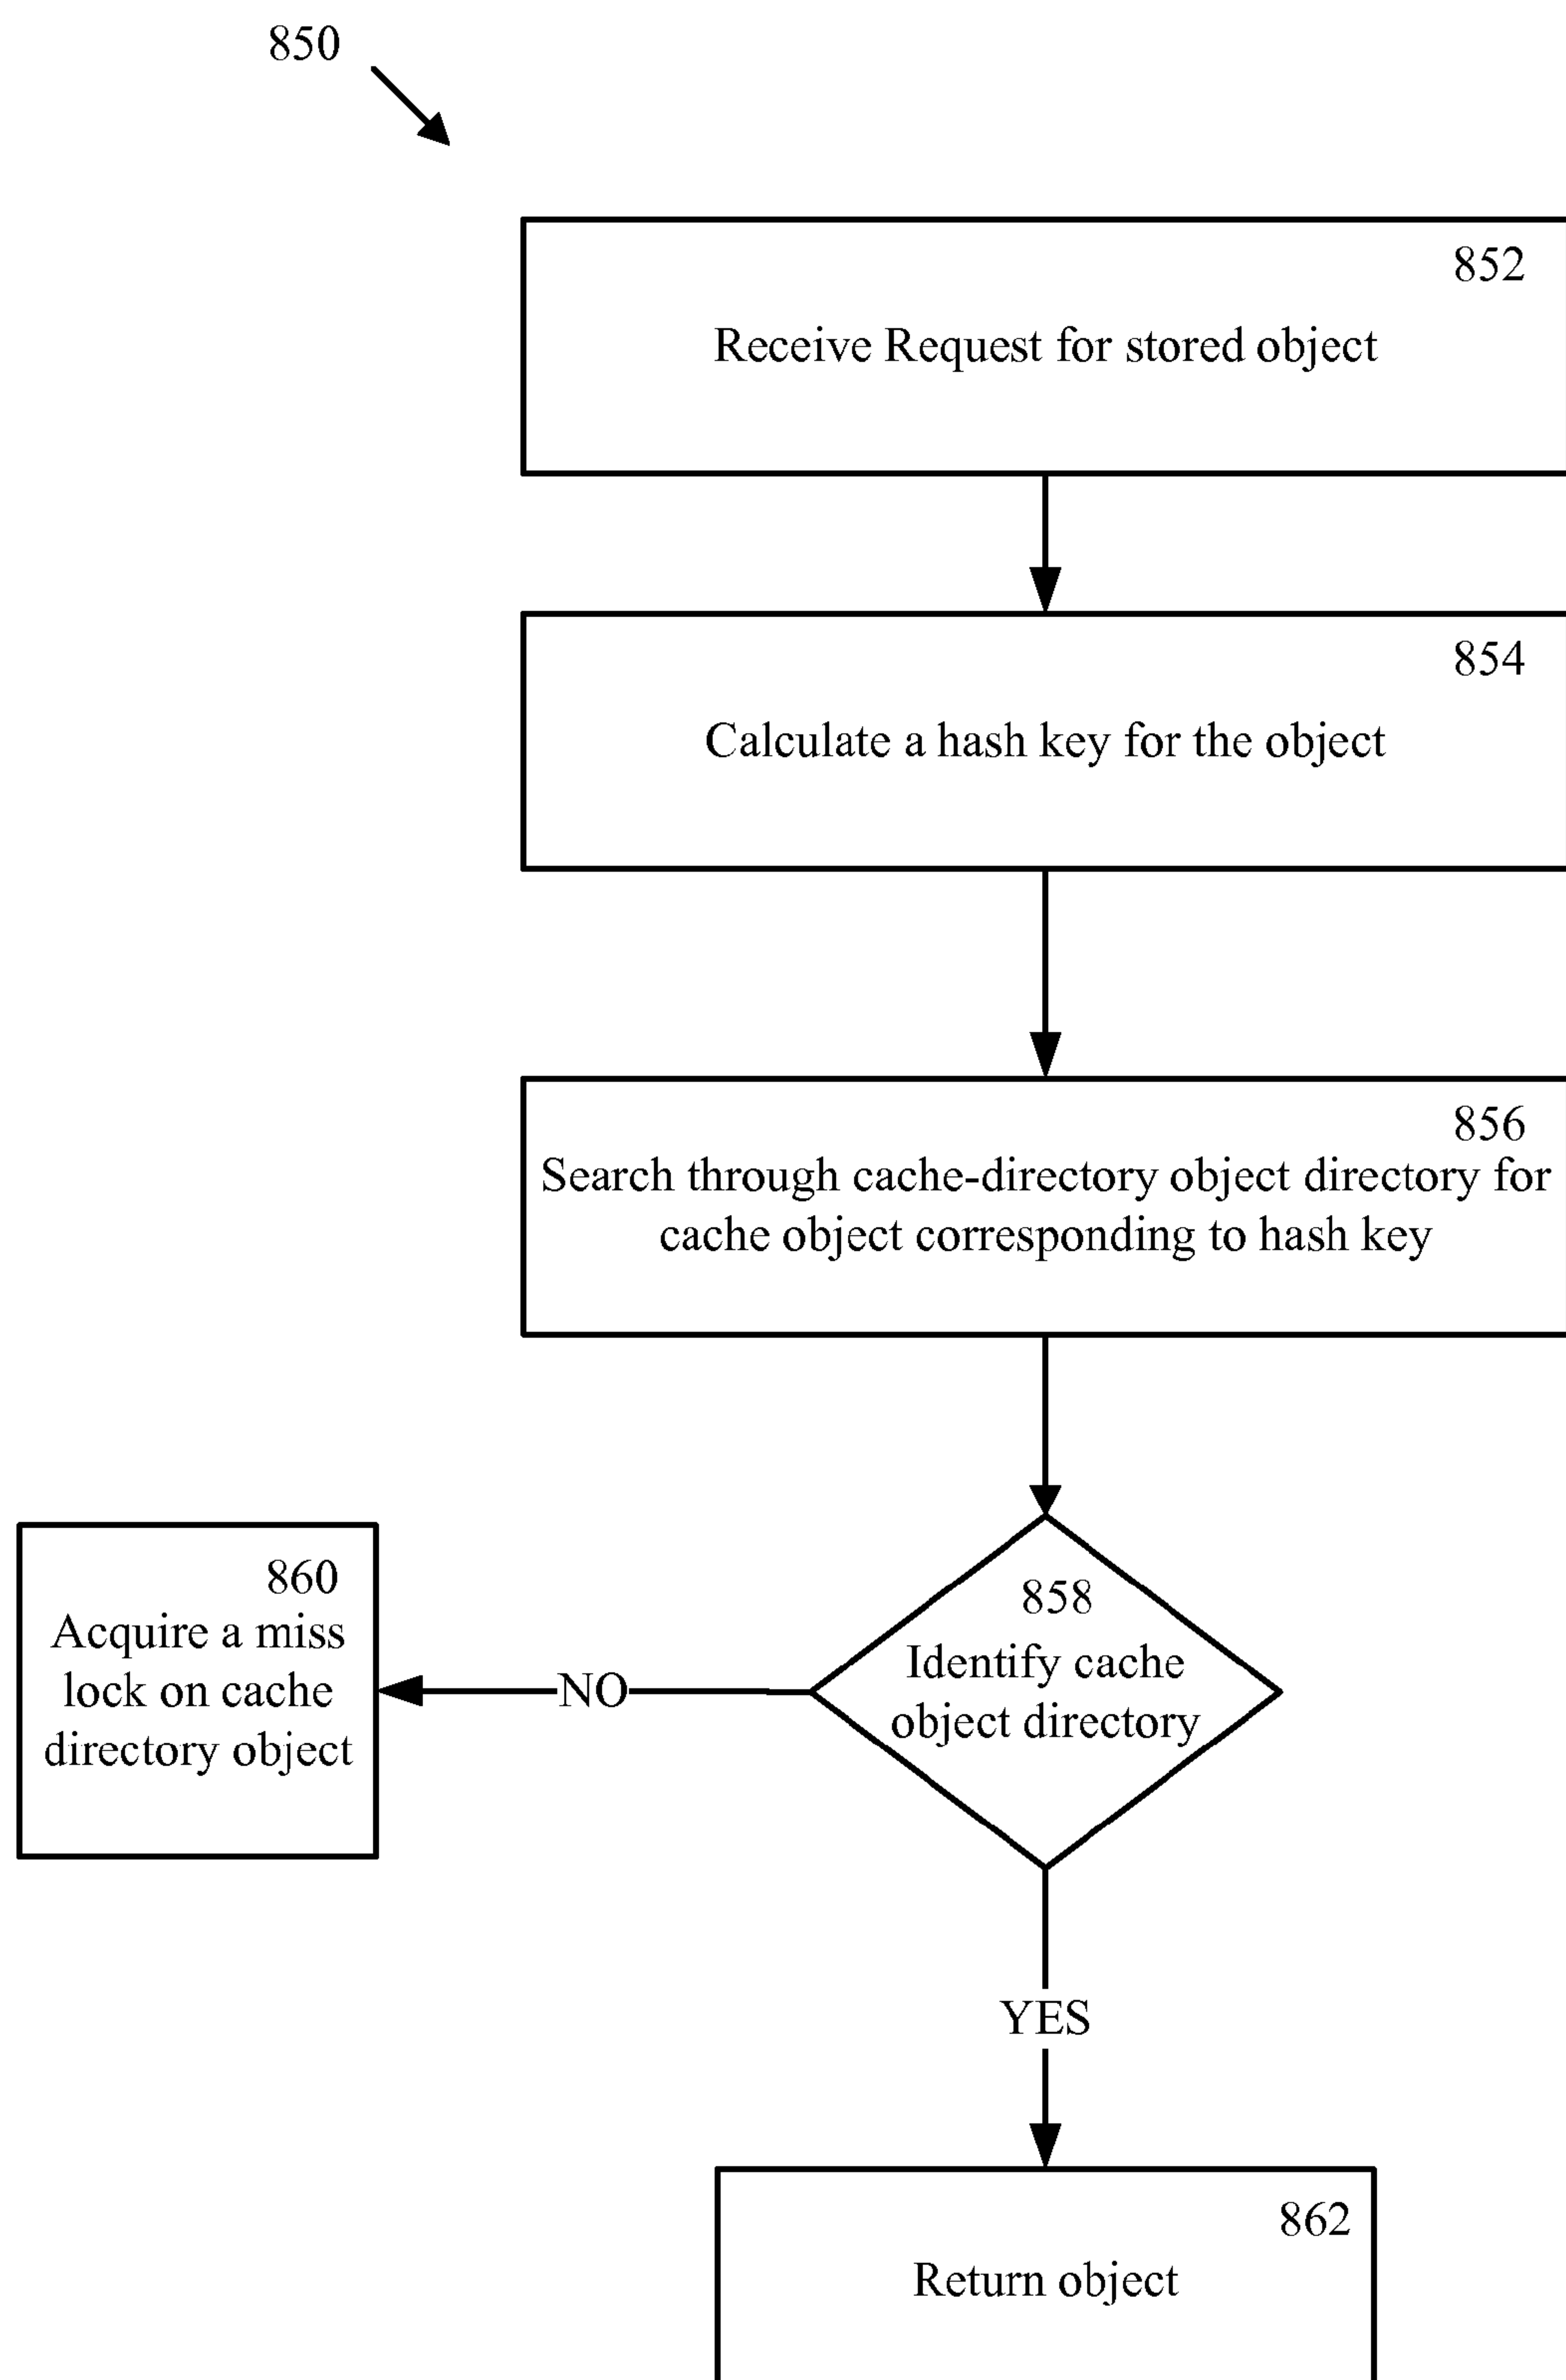 850
852
Receive Request for stored object
854
Calculate a hash key for the object
856
Search through cache-directory object directory for
cache object corresponding to hash key
858
Identify cache
object directory
NO
860
Acquire a miss
lock on cache
directory object
YES
862
Return object